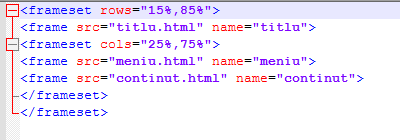 <frameset rows="15%,85%">
<frame src="titlu.html" name="titlu">
<frameset cols="25%,75%">
<frame src="meniu.html" name="meniu">
<frame src="continut.html" name="continut">
</frameset>
</frameset>